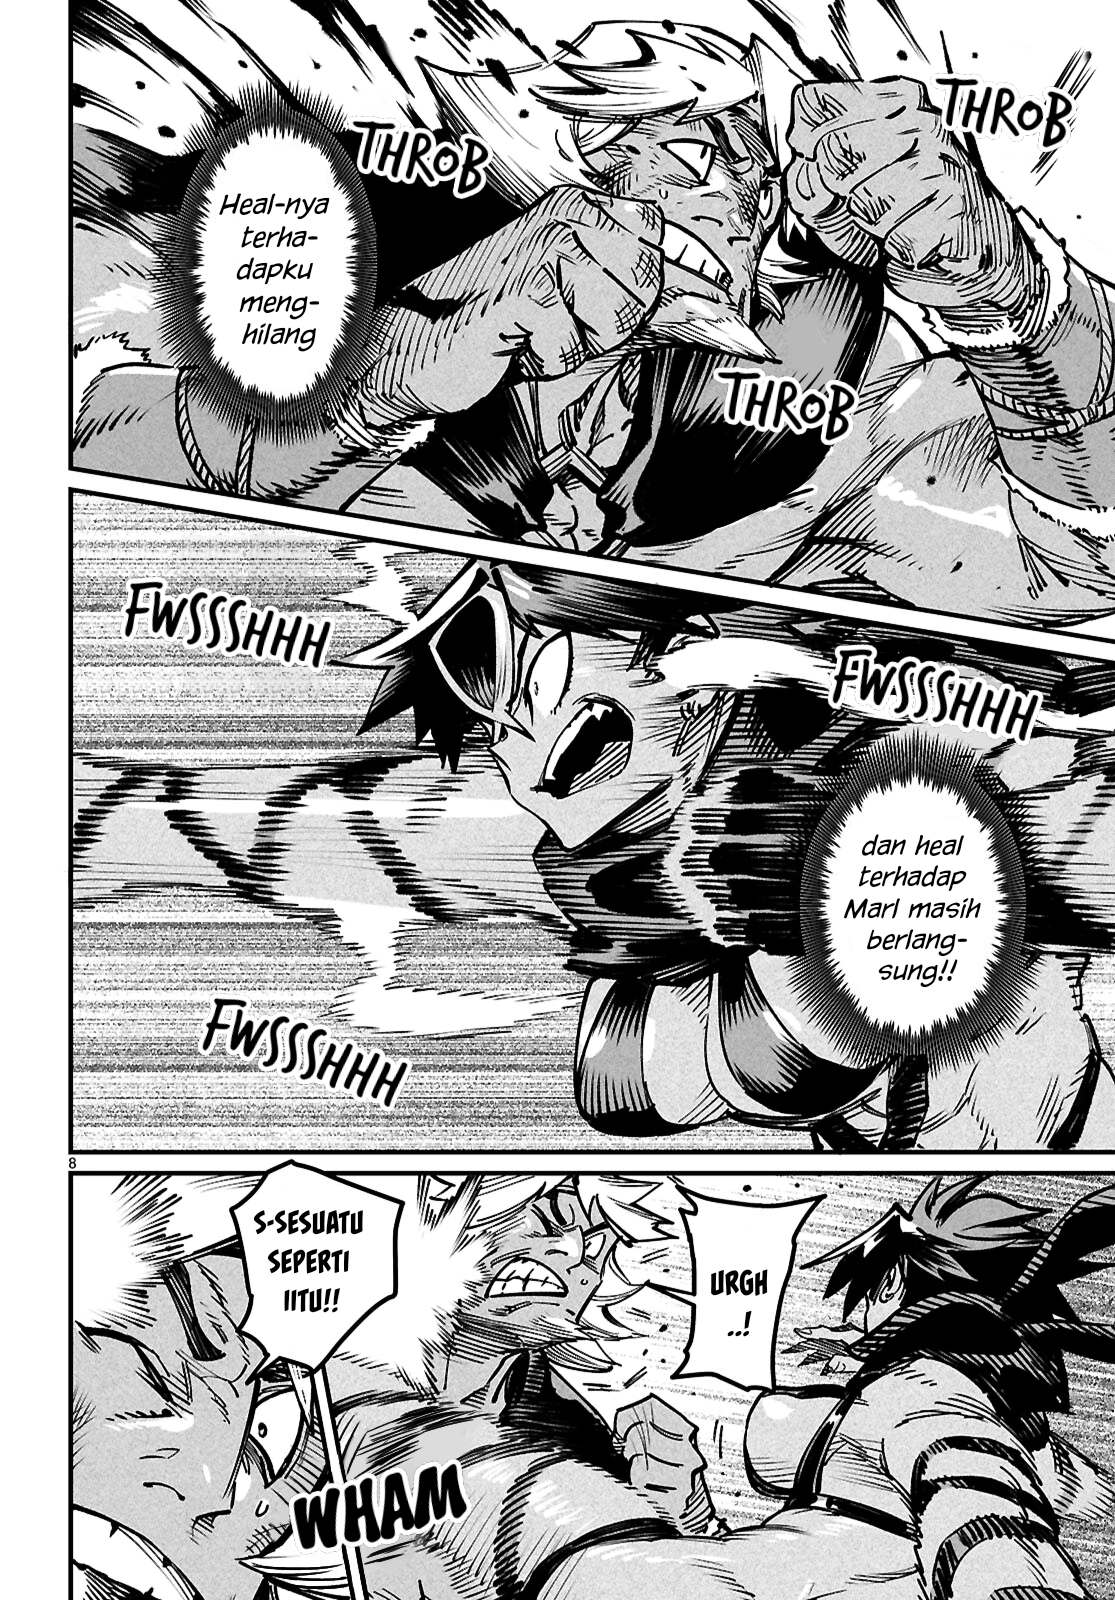 THROB
THROB
Heal-nya
terha-
dapku
meng-
hilang
THROB
FWSSSHHH
FWSSSHHH
dan heal
terhadap
Marl masih
berlang-
sung!!
FWSSSHHH
8
S-SESUATU
SEPERTI
IITU!!
URGH
..!
WHAM